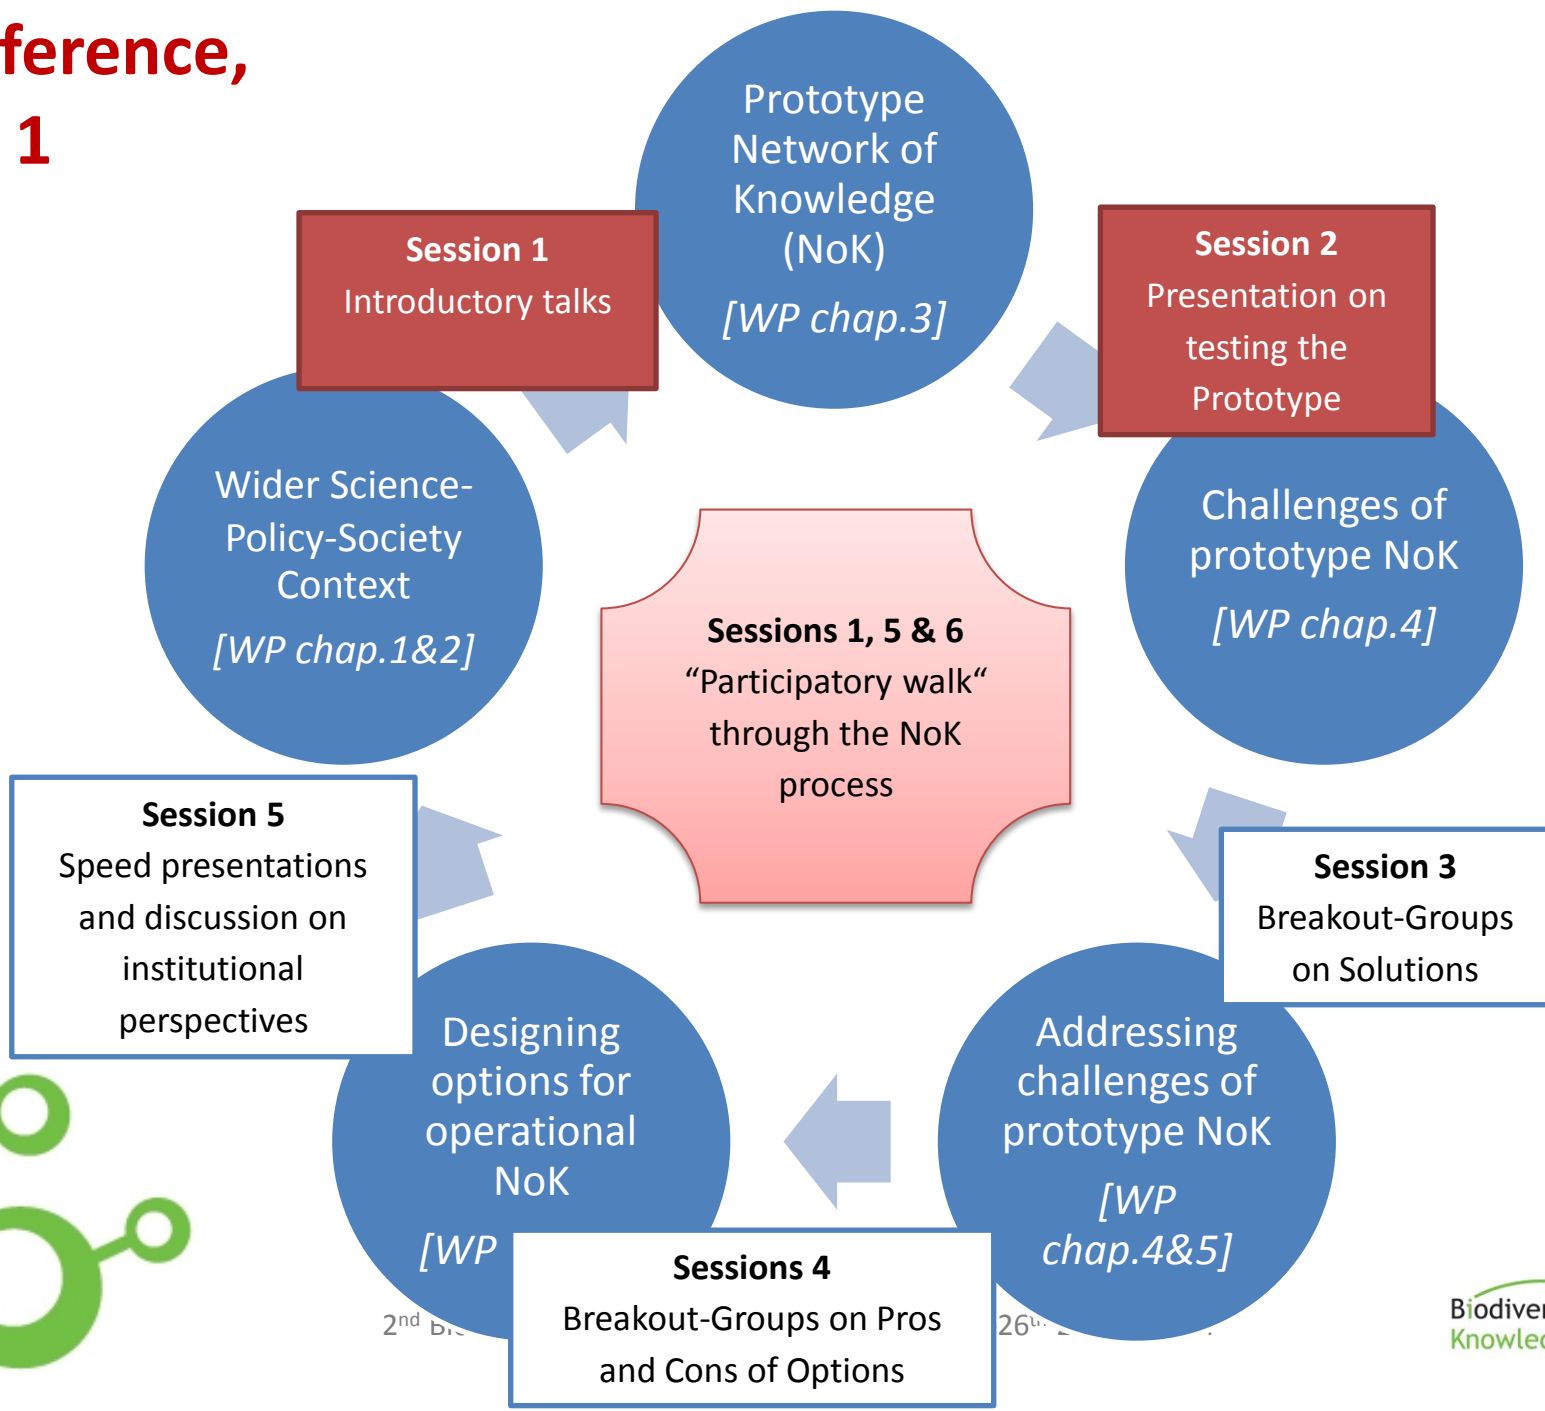 ference,
1
Prototype
Network of
Knowledge
(NoK)
[WP chap.3]
Session 1
Introductory talks
Session 2
Presentation on
testing the
Prototype
Wider Science-
Policy-Society
Context
[WP chap.1&2]
Challenges of
prototype NoK
[WP chap.4]
Sessions 1, 5 & 6
“Participatory walk“
through the NoK
process
Session 5
Speed presentations
and discussion on
institutional
perspectives
Session 3
Breakout-Groups
on Solutions
Designing
options for
operational
NoK
[WP
Addressing
challenges of
prototype NoK
[WP
chap.4&5]
Sessions 4
Breakout-Groups on Pros
and Cons of Options
2nd
26th
Biodiver
Knowled